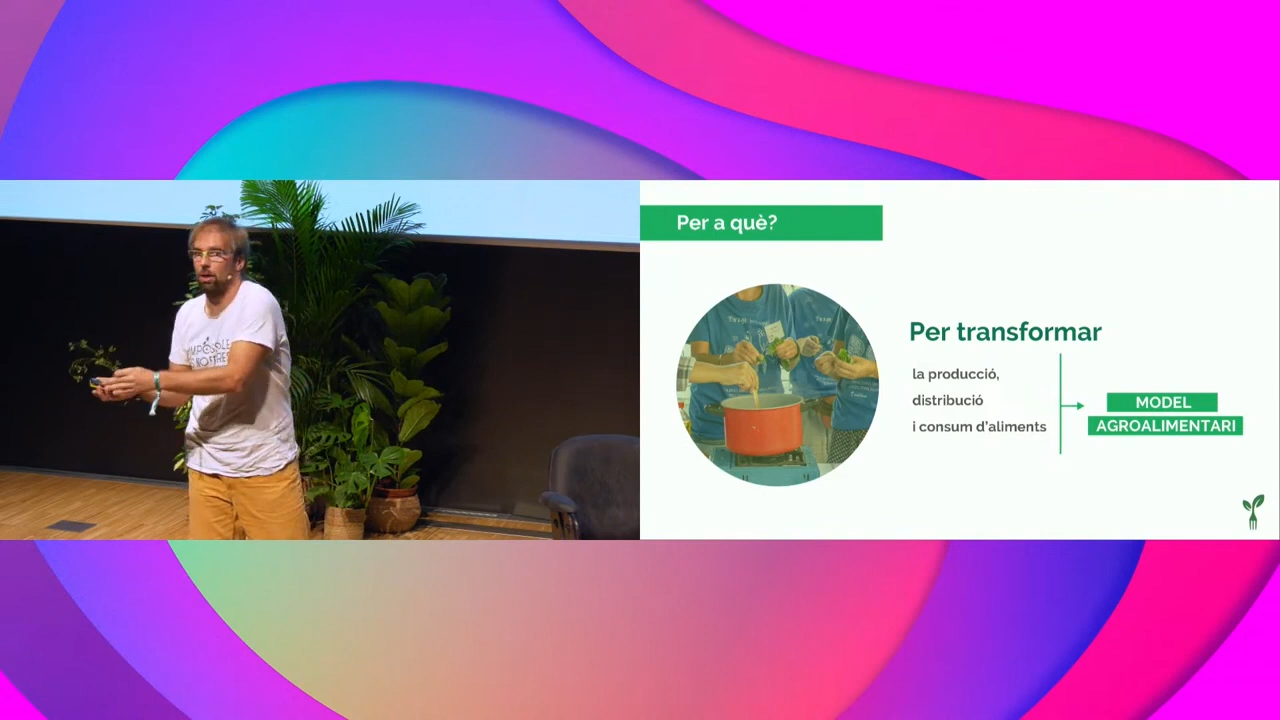 Per a què?
Per transformar
la producció,
distribució
i consum d'aliments
MODEL
AGROALIMENTARI